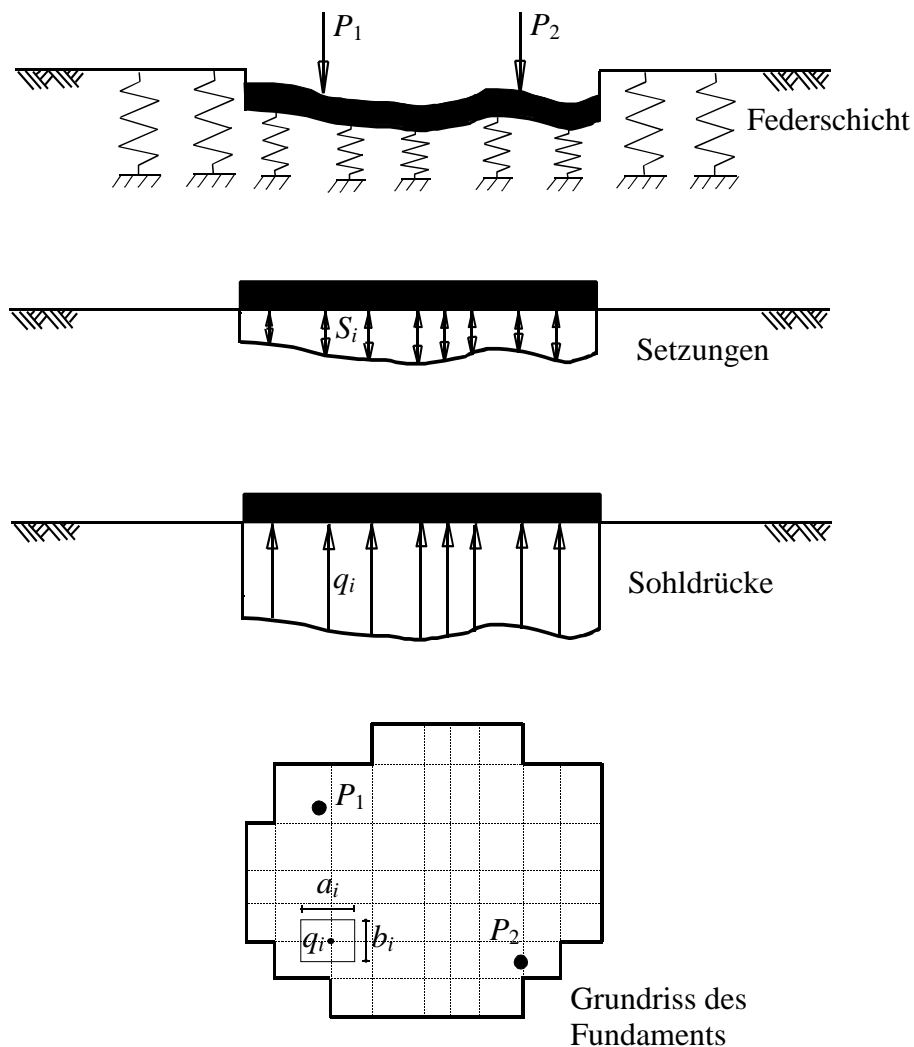 P1 P2
Federschicht
Si
Setzungen
qi
Sohldrücke
P1
ai
qi bi
P2
Grundriss des
Fundaments